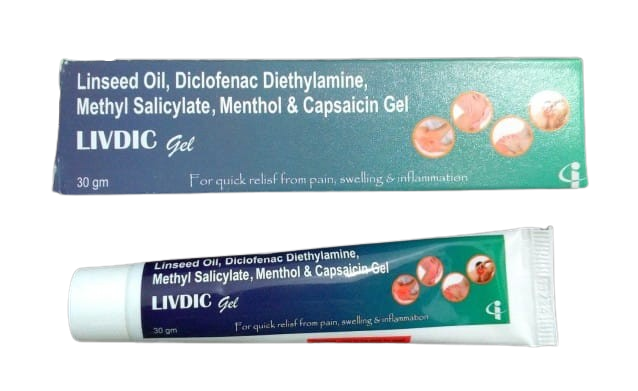 Linseed Oil, Diclofenac Diethylamine,
Methyl Salicylate, Menthol & Capsaicin Gel
LIVDIC Gel
30 gm
For quick relisf from pain, swelling & inflammation
Linseed Oil, Diclofenac Diethylamine,
Methyl Salicylate, Menthol & Capsaicin Gel
LIVDIC Gel
30 gm
For quick relisf from pain, swelling & inflammation